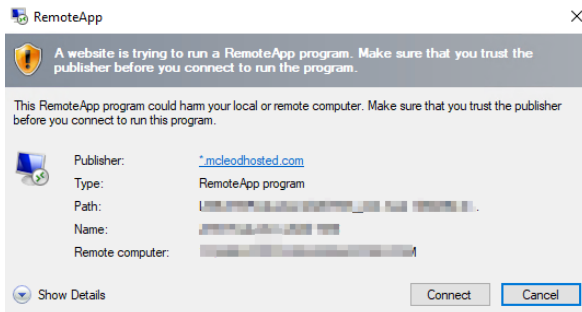 RemoteApp
A website is trying to run a RemoteApp program. Make sure that you trust the
publisher before you connect to run the program.
This RemoteApp program could harm your local or remote computer. Make sure that you trust the publisher
before you connect to run this program.
Publisher: *.mcleodhosted.com
Type: RemoteApp program
Path:
Name:
Remote computer:
Show Details Connect Cancel